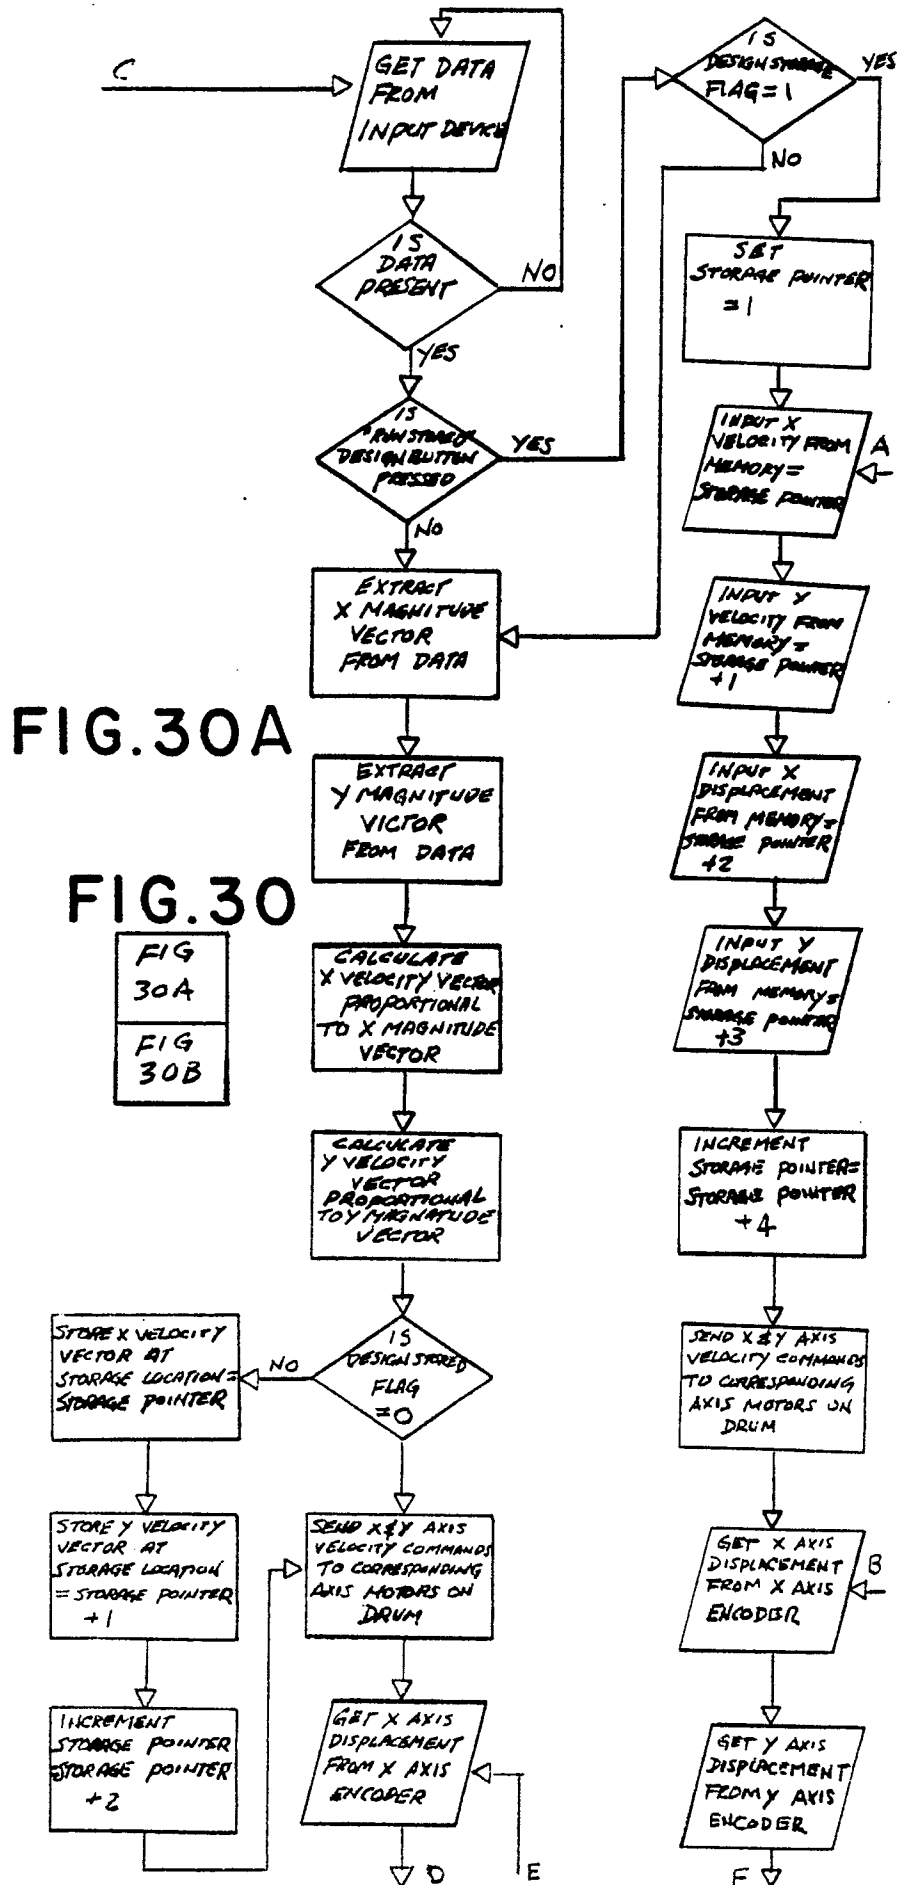 C
GET DATA
FROM
INPUT DEVICE
IS
DATA
PRESENT
NO
YES
IS
"RUN STORED"
DESIGN BUTTON
PRESSED
YES
NO
EXTRACT
X MAGNITUDE
VECTOR
FROM DATA
EXTRACT
Y MAGNITUDE
VICTOR
FROM DATA
CALCULATE
X VELOCITY VECTOR
PROPORTIONAL
TO X MAGNITUDE
VECTOR
CALCULATE
Y VELOCITY
VECTOR
PROPORTIONAL
TO Y MAGNATUDE
VECTOR
IS
DESIGN STORED
FLAG
=0
NO
STORE X VELOCITY
VECTOR AT
STORAGE LOCATION=
STORAGE POINTER
STORE Y VELOCITY
VECTOR AT
STORAGE LOCATION
= STORAGE POINTER
+1
INCREMENT
STORAGE POINTER
=STORAGE POINTER
+2
SEND X & Y AXIS
VELOCITY COMMANDS
TO CORRESPONDING
AXIS MOTORS ON
DRUM
GET X AXIS
DISPLACEMENT
FROM X AXIS
ENCODER
D
E
IS
DESIGN STORAGE
FLAG=1
YES
NO
SET
STORAGE POINTER
=1
INPUT X
VELOCITY FROM
MEMORY=
STORAGE POINTER
A
INPUT Y
VELOCITY FROM
MEMORY=
STORAGE POINTER
+1
INPUT X
DISPLACEMENT
FROM MEMORY=
STORAGE POINTER
+2
INPUT Y
DISPLACEMENT
FROM MEMORY=
STORAGE POINTER
+3
INCREMENT
STORAGE POINTER=
STORAGE POINTER
+4
SEND X & Y AXIS
VELOCITY COMMANDS
TO CORRESPONDING
AXIS MOTORS ON
DRUM
GET X AXIS
DISPLACEMENT
FROM X AXIS
ENCODER
B
GET Y AXIS
DISPLACEMENT
FROM Y AXIS
ENCODER
F
FIG.30A
FIG.30
FIG
30A
FIG
30B